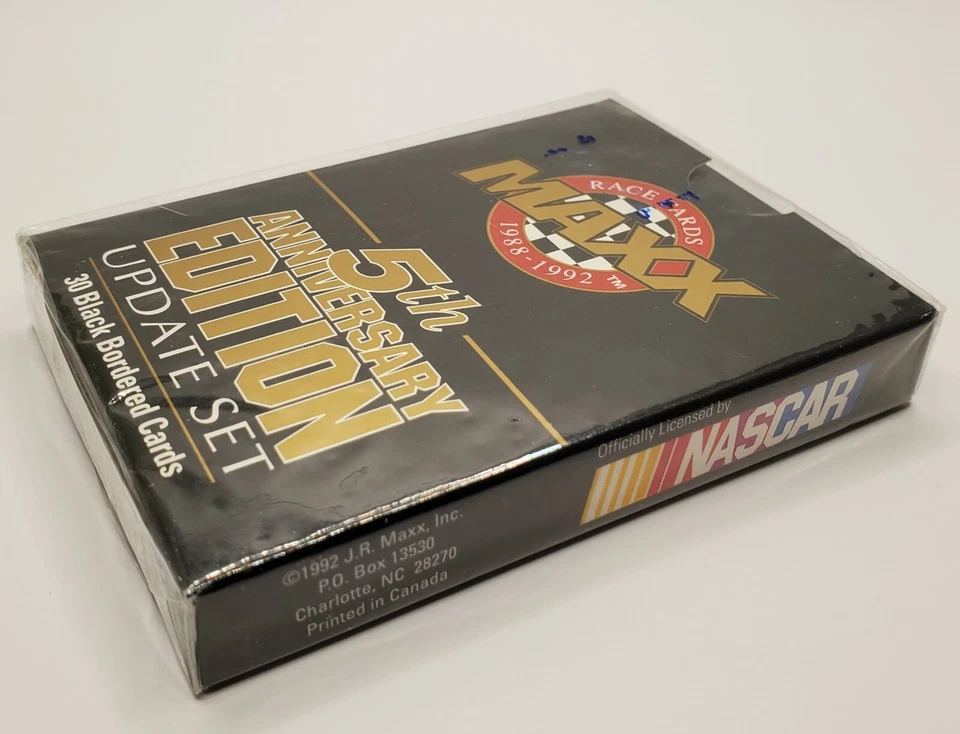 MAXX
RACE CARDS
1988-1992 TM
5th
ANNIVERSARY
EDITION
UPDATE SET
30 Black Bordered Cards
Officially Licensed by
NASCAR
©1992 J.R. Maxx, Inc.
P.O. Box 13530
Charlotte, NC 28270
Printed in Canada